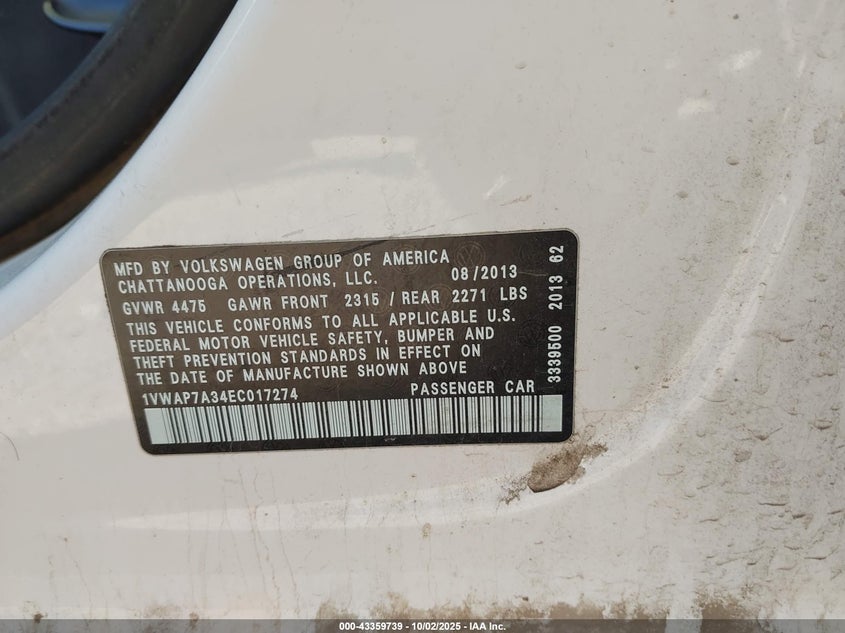 MFD BY VOLKSWAGEN GROUP OF AMERICA
CHATTANOOGA OPERATIONS, LLC. 08/2013
GVWR 4475 GAWR FRONT 2315 / REAR 2271 LBS
THIS VEHICLE CONFORMS TO ALL APPLICABLE U.S.
FEDERAL MOTOR VEHICLE SAFETY, BUMPER AND
THEFT PREVENTION STANDARDS IN EFFECT ON
THE DATE OF MANUFACTURE SHOWN ABOVE
1VWAP7A34EC017274 PASSENGER CAR
3339500 2013 62
000-43359739 - 10/02/2025 - IAA Inc.